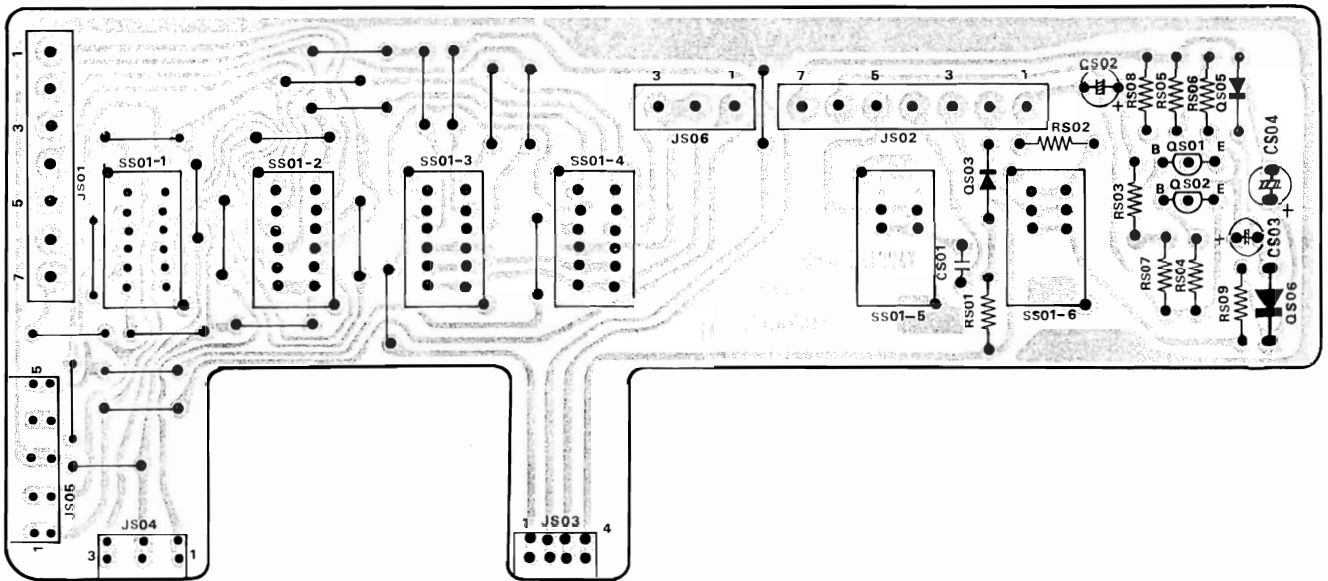 1
3
5
7
JS01
SS01-1
SS01-2
SS01-3
SS01-4
3 1
JS06
7 5 3 1
JS02
CS02
+
RS08
RS05
RS06
QS05
RS02
QS03
B QS01 E
B QS02 E
CS04
+
RS03
+
CS03
CS01
RS01
SS01-5
SS01-6
RS07
RS04
RS09
QS06
5
1
JS05
JS04
3 1
1 JS03 4